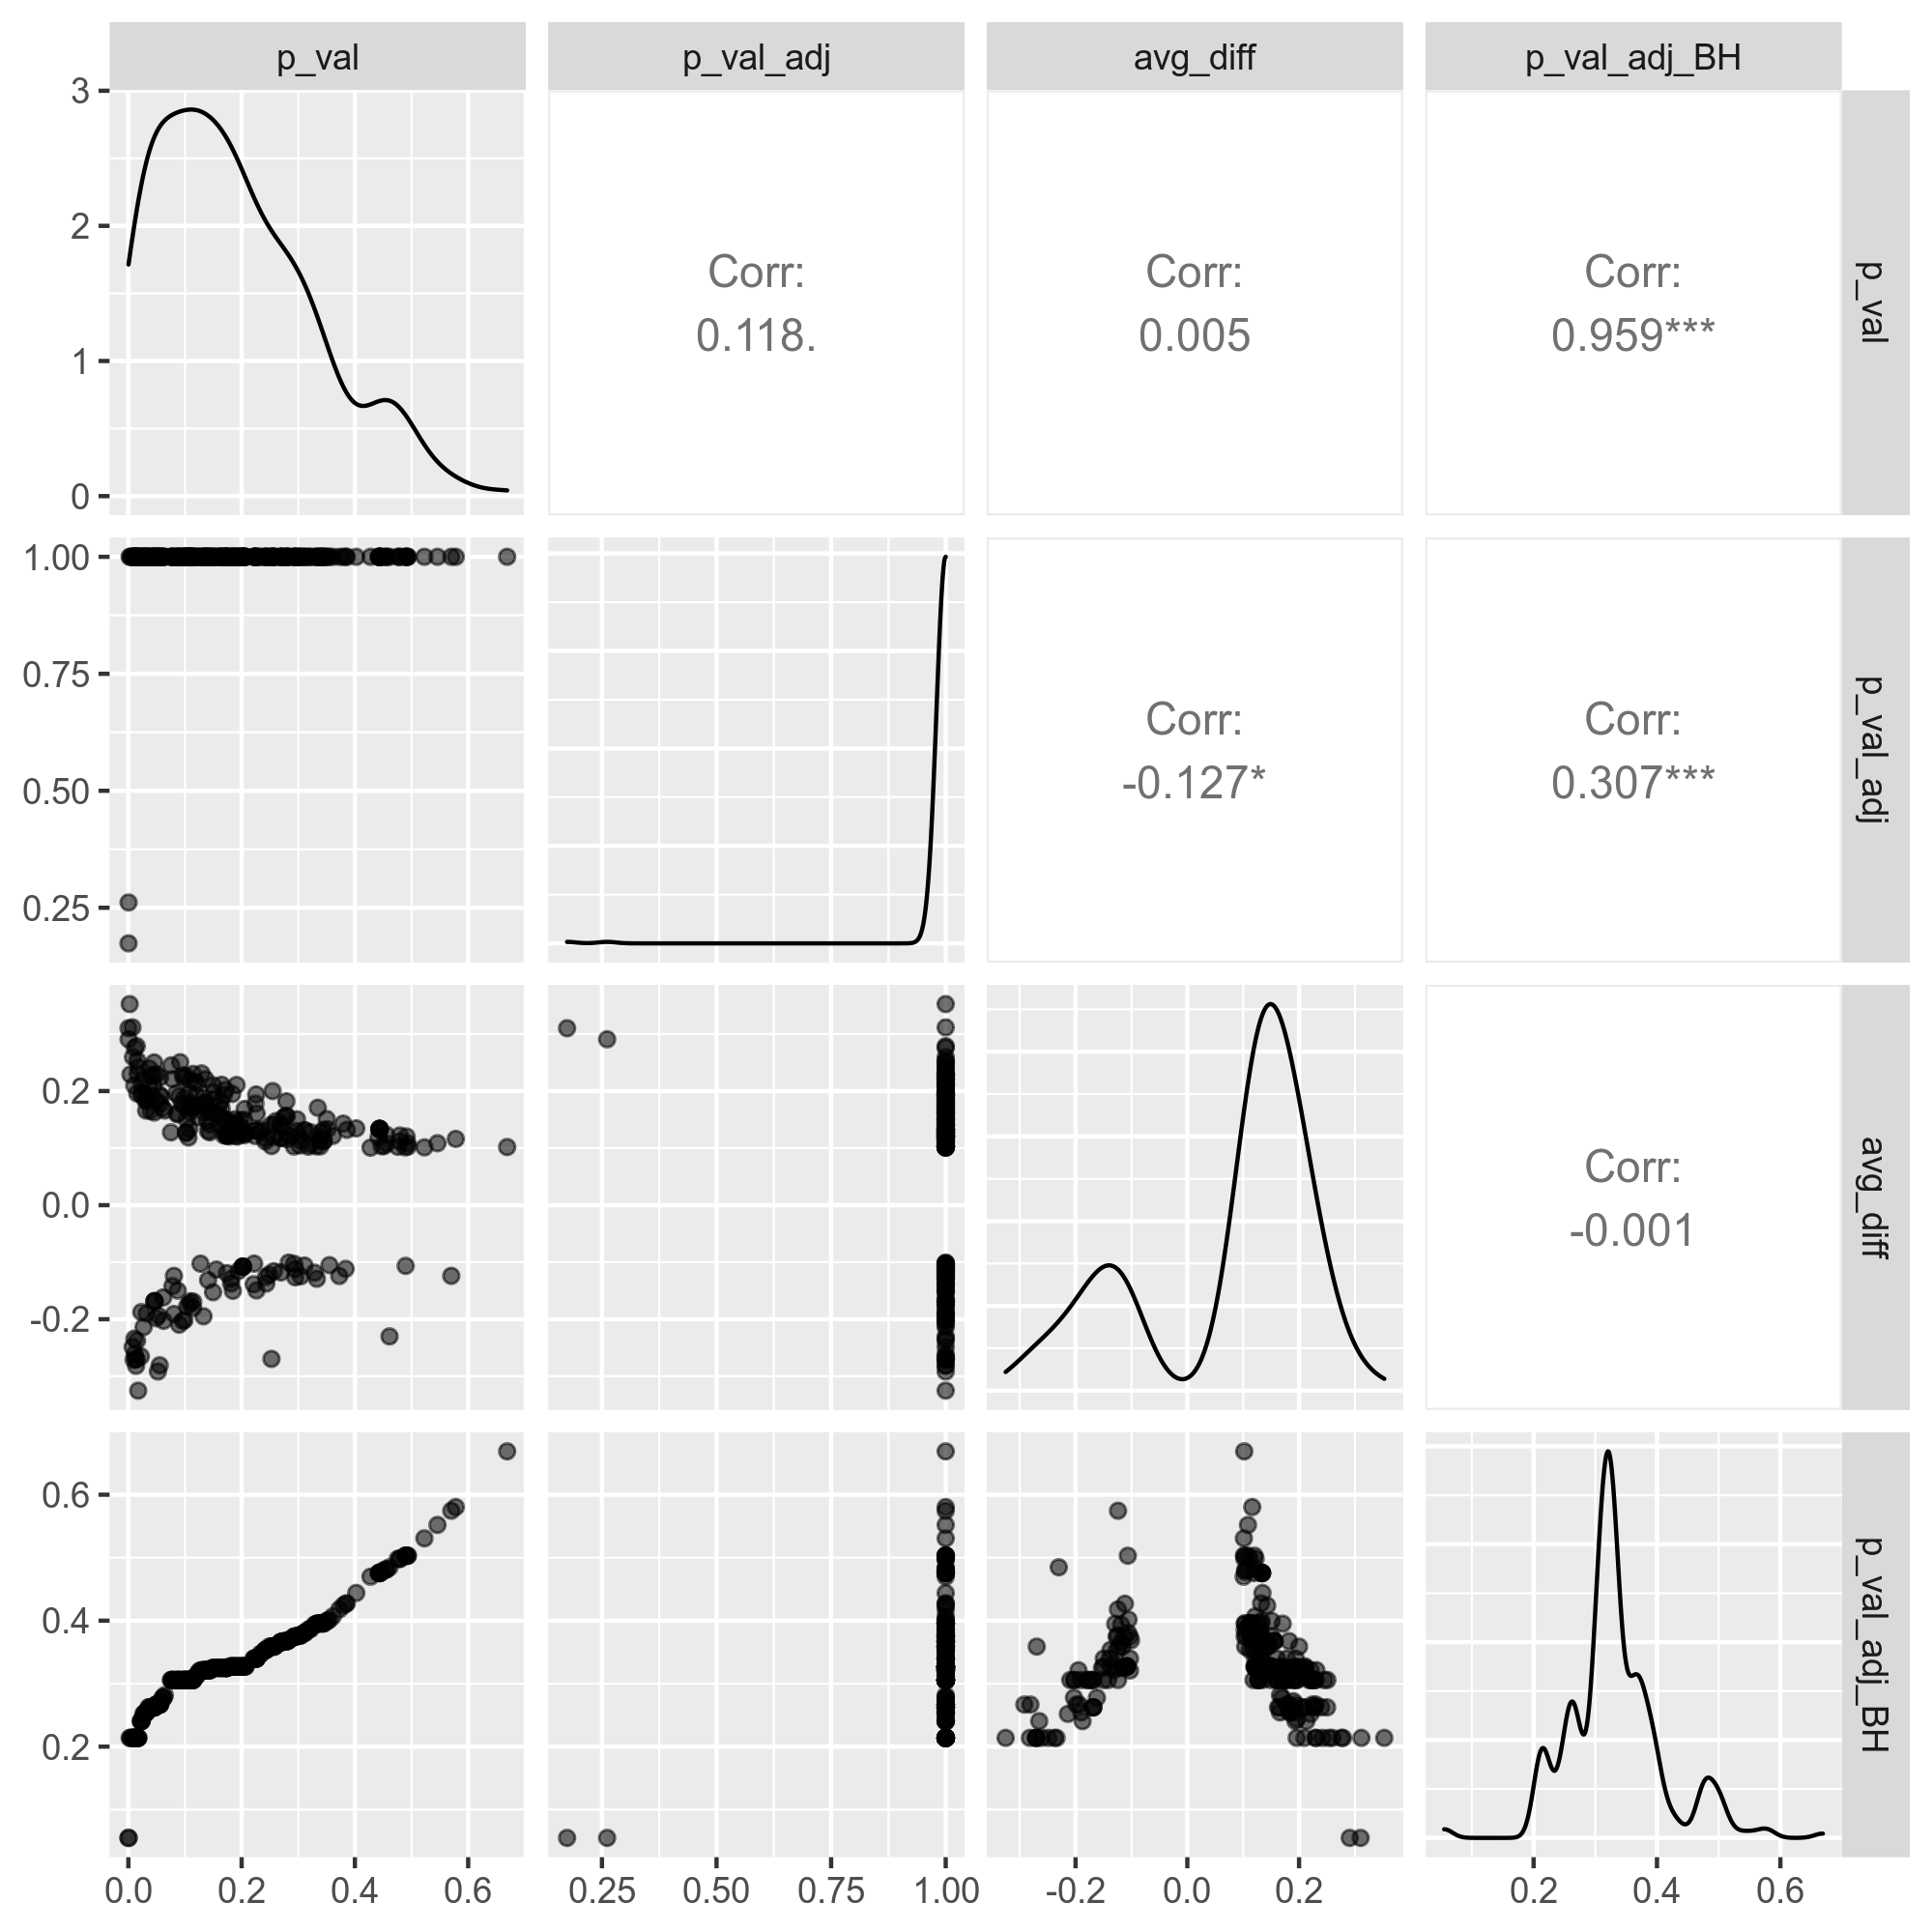 p_val
p_val_adj
avg_diff
p_val_adj_BH
3
2
1
0
Corr:
0.118.
Corr:
0.005
Corr:
0.959***
p_val
1.00
0.75
0.50
0.25
Corr:
-0.127*
Corr:
0.307***
p_val_adj
0.2
0.0
-0.2
Corr:
-0.001
avg_diff
0.6
0.4
0.2
p_val_adj_BH
0.0 0.2 0.4 0.6
0.25 0.50 0.75 1.00
-0.2 0.0 0.2
0.2 0.4 0.6